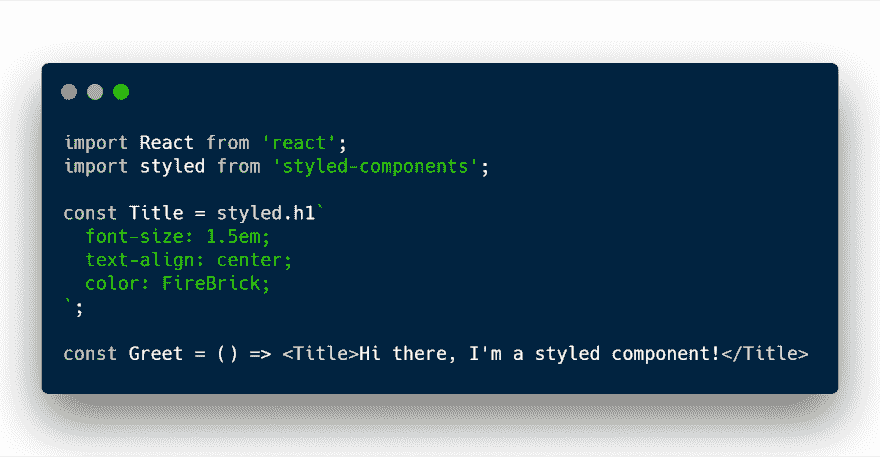 import React from 'react';
import styled from 'styled-components';
const Title = styled.h1`
  font-size: 1.5em;
  text-align: center;
  color: FireBrick;
`;
const Greet = () => <Title>Hi there, I'm a styled component!</Title>